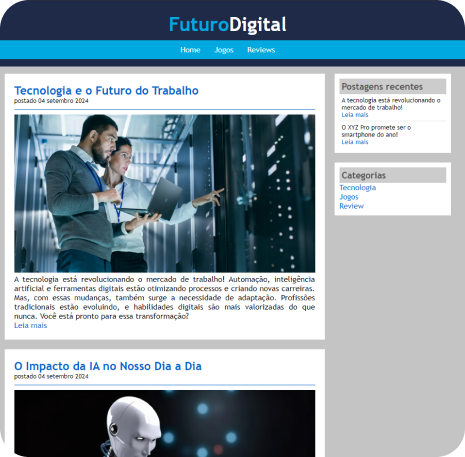 FuturoDigital
Home Jogos Reviews
Tecnologia e o Futuro do Trabalho
postado 04 setembro 2024
A tecnologia está revolucionando o mercado de trabalho! Automação, inteligência
artificial e ferramentas digitais estão otimizando processos e criando novas carreiras.
Mas, com essas mudanças, também surge a necessidade de adaptação. Profissões
tradicionais estão evoluindo, e habilidades digitais são mais valorizadas do que
nunca. Você está pronto para essa transformação?
Leia mais
O Impacto da IA no Nosso Dia a Dia
postado 04 setembro 2024
Postagens recentes
A tecnologia está revolucionando o
mercado de trabalho!
Leia mais
O XYZ Pro promete ser o
smartphone do ano!
Leia mais
Categorias
Tecnologia
Jogos
Review